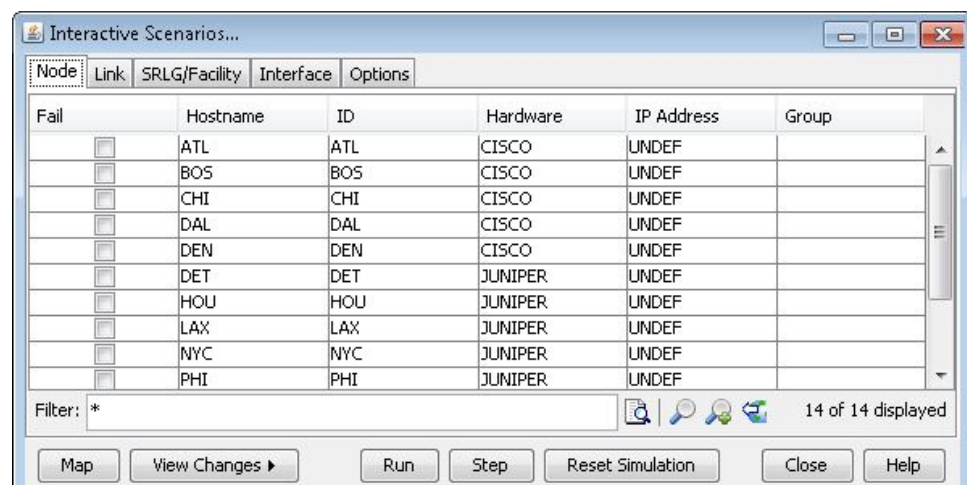 Interactive Scenarios...
Node Link SRLG/Facility Interface Options
Fail Hostname ID Hardware IP Address Group
ATL ATL CISCO UNDEF
BOS BOS CISCO UNDEF
CHI CHI CISCO UNDEF
DAL DAL CISCO UNDEF
DEN DEN CISCO UNDEF
DET DET JUNIPER UNDEF
HOU HOU JUNIPER UNDEF
LAX LAX JUNIPER UNDEF
NYC NYC JUNIPER UNDEF
PHI PHI JUNIPER UNDEF
Filter: * 14 of 14 displayed
Map View Changes Run Step Reset Simulation Close Help